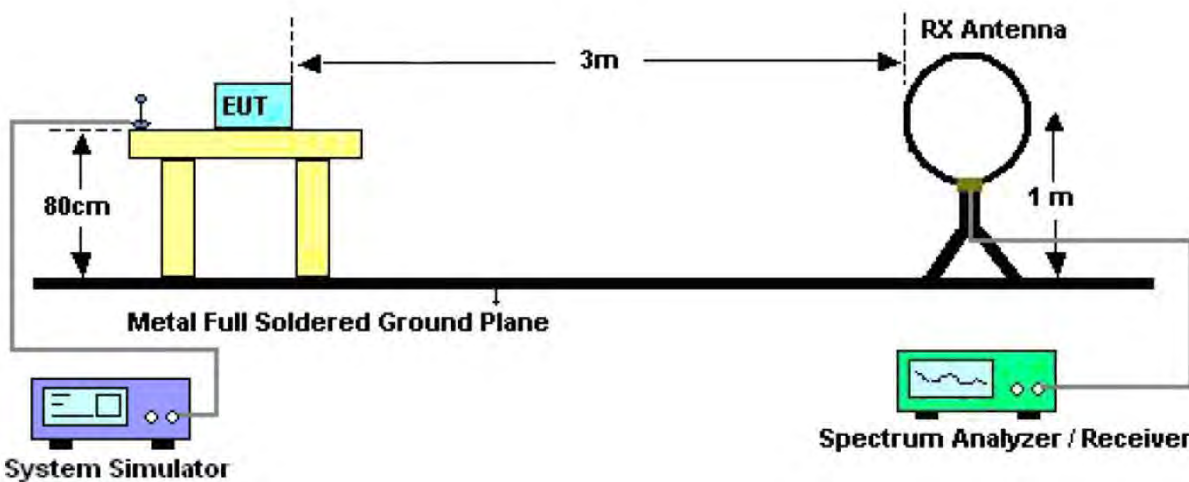 RX Antenna
3m
EUT
80cm
1 m
Metal Full Soldered Ground Plane
Spectrum Analyzer / Receiver
System Simulator